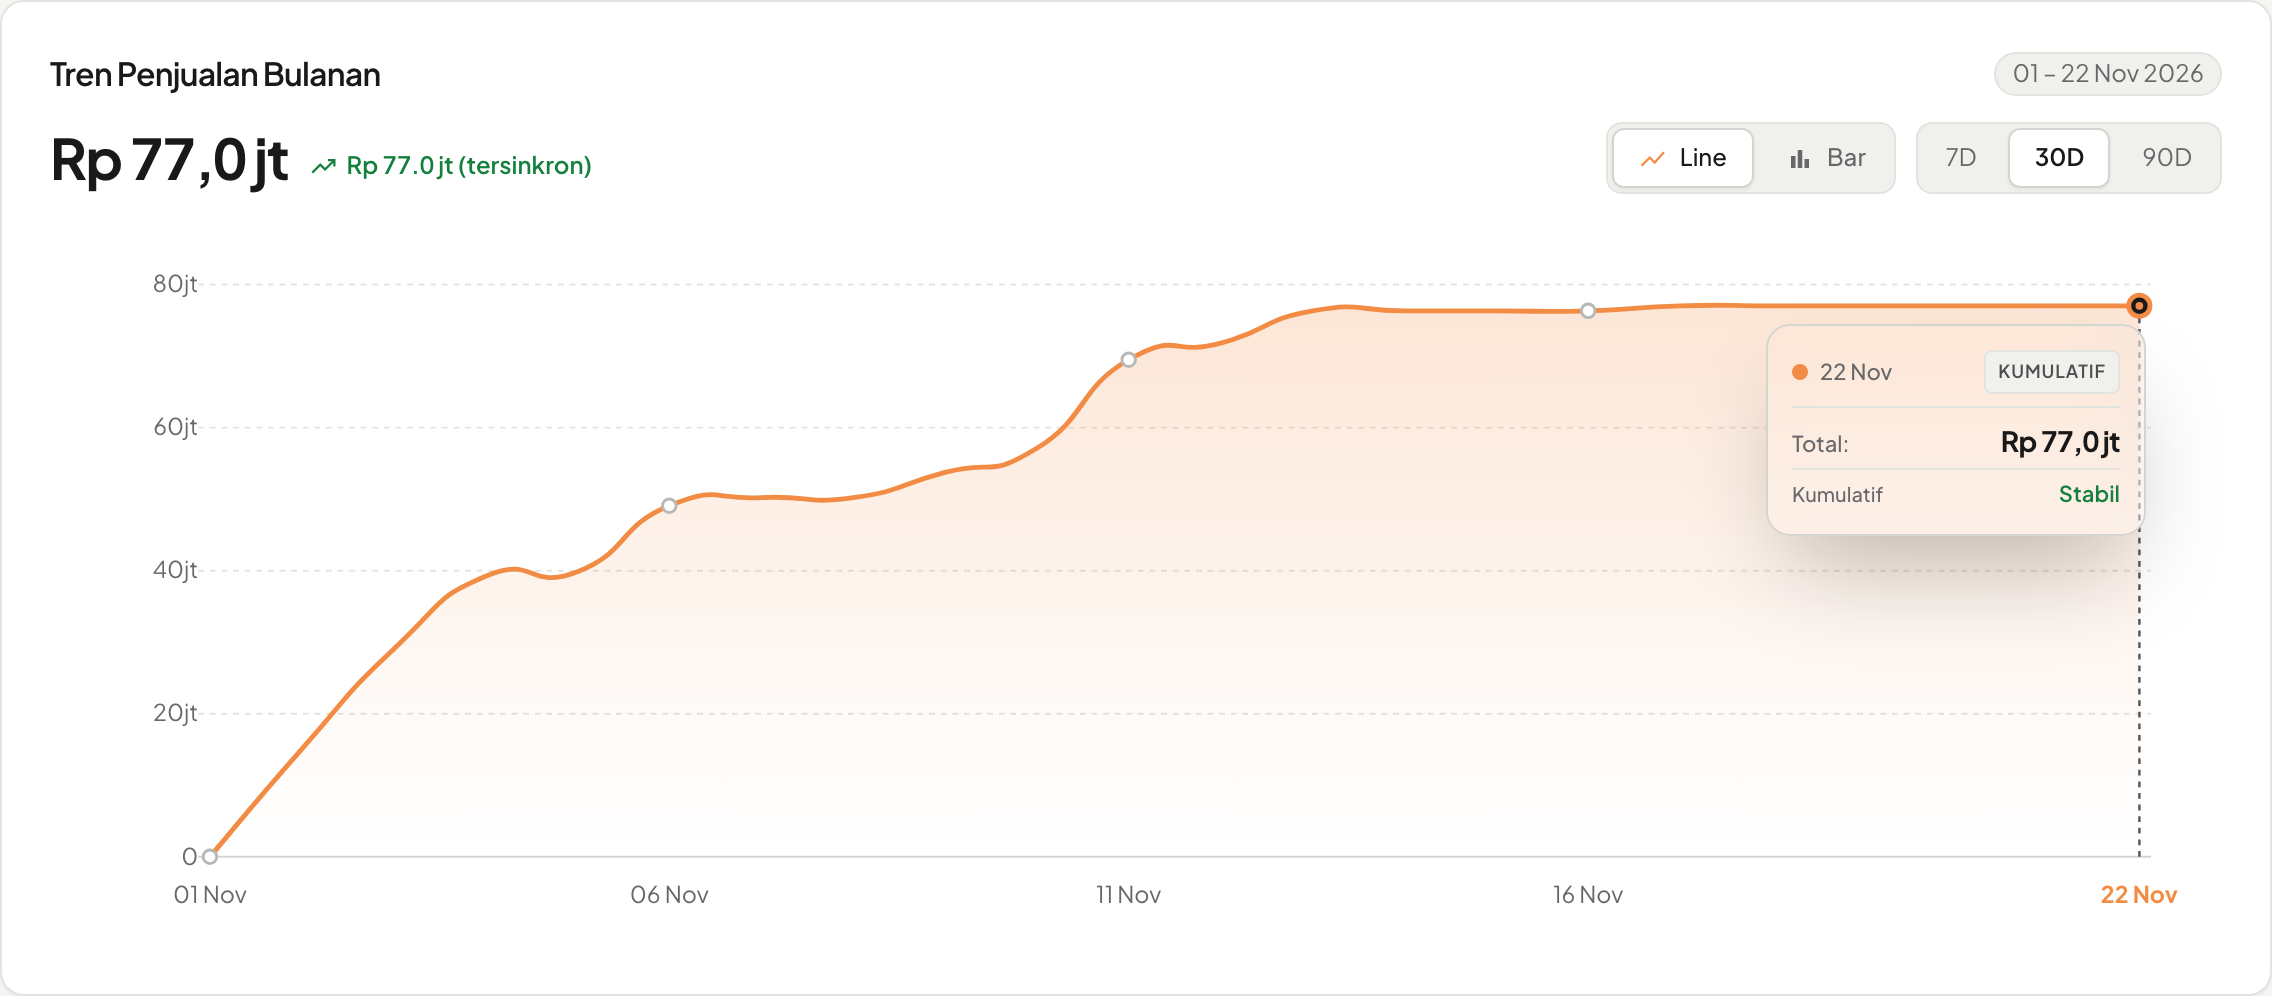 Tren Penjualan Bulanan
01 – 22 Nov 2026
Rp 77,0 jt
Rp 77.0 jt (tersinkron)
Line
Bar
7D
30D
90D
80jt
60jt
40jt
20jt
0
22 Nov
KUMULATIF
Total:
Rp 77,0 jt
Kumulatif
Stabil
01 Nov
06 Nov
11 Nov
16 Nov
22 Nov